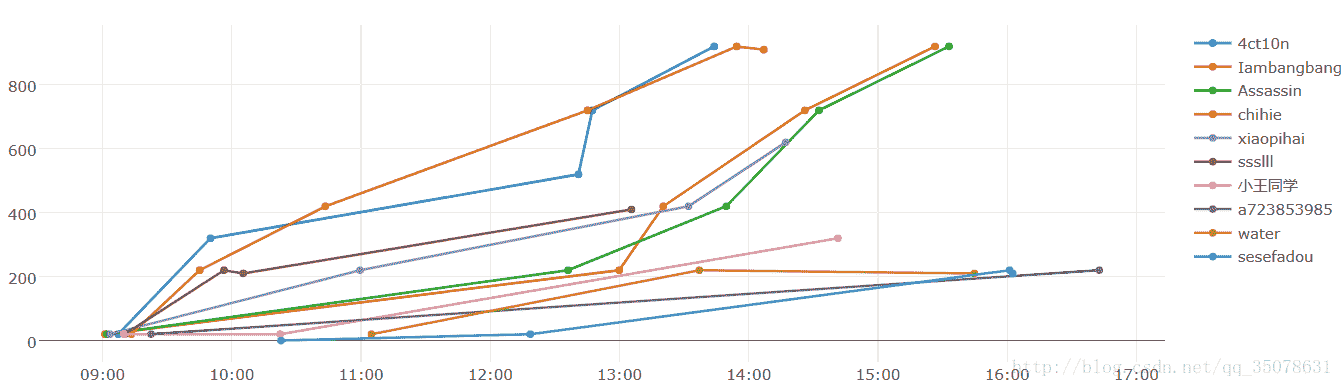 4ct10n
Iambangbang
Assassin
chihie
xiaopihai
ssslll
小王同学
a723853985
water
sesefadou
800
600
400
200
0
09:00 10:00 11:00 12:00 13:00 14:00 15:00 16:00 17:00
http://blog.csdn.net/qq_35078631